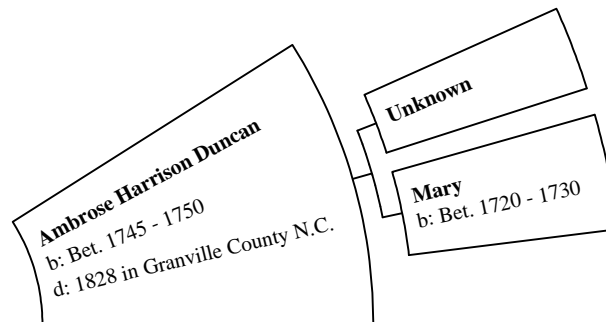 Ambrose Harrison Duncan
b: Bet. 1745 - 1750
d: 1828 in Granville County N.C.
Unknown
Mary
b: Bet. 1720 - 1730